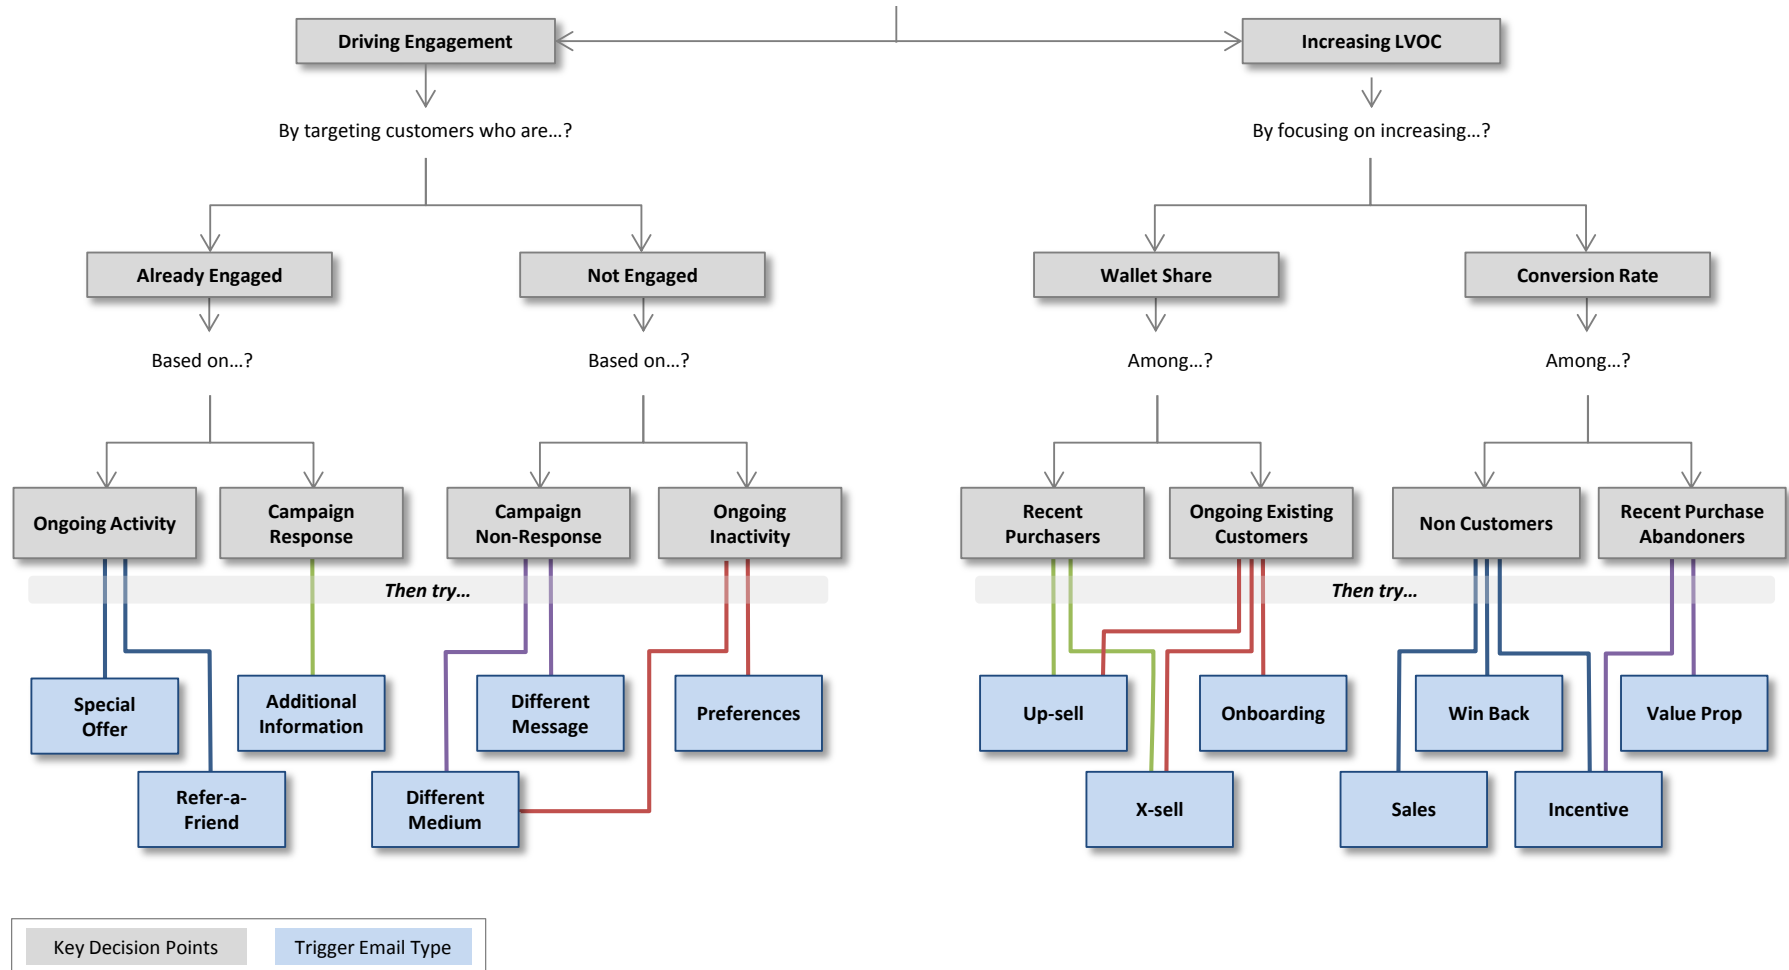 Driving Engagement
Increasing LVOC
By targeting customers who are...?
By focusing on increasing...?
Already Engaged
Not Engaged
Wallet Share
Conversion Rate
Based on...?
Based on...?
Among...?
Among...?
Ongoing Activity
Campaign
Response
Campaign
Non-Response
Ongoing
Inactivity
Recent
Purchasers
Ongoing Existing
Customers
Non Customers
Recent Purchase
Abandoners
Then try...
Then try...
Special
Offer
Additional
Information
Different
Message
Preferences
Up-sell
Onboarding
Win Back
Value Prop
Refer-a-
Friend
Different
Medium
X-sell
Sales
Incentive
Key Decision Points
Trigger Email Type